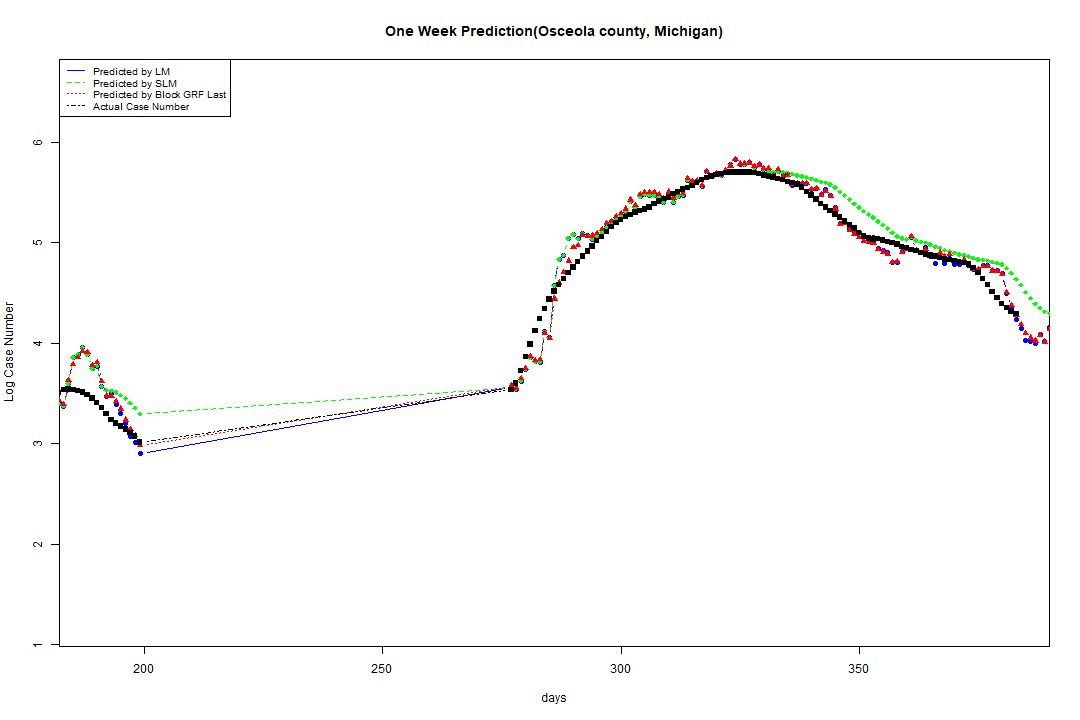 One Week Prediction(Osceola county, Michigan)
Predicted by LM
Predicted by SLM
Predicted by Block GRF Last
Actual Case Number
6
5
4
3
2
1
Log Case Number
200 250 300 350
days